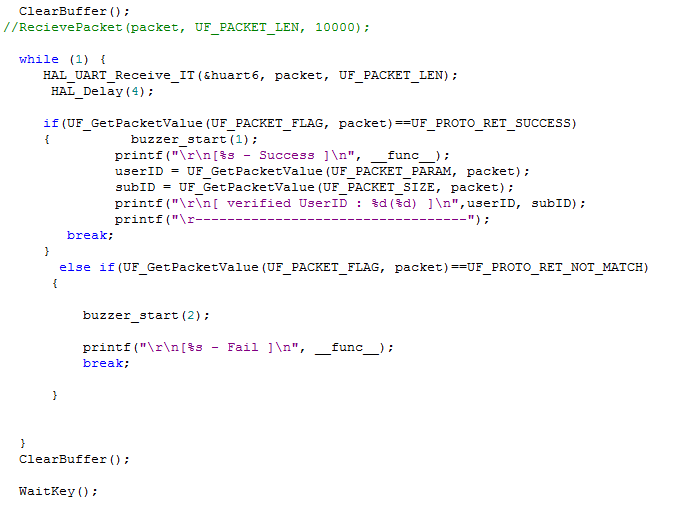 ClearBuffer();
//RecievePacket(packet, UF_PACKET_LEN, 10000);
while (1) {
HAL_UART_Receive_IT(&huart6, packet, UF_PACKET_LEN);
HAL_Delay(4);
if(UF_GetPacketValue(UF_PACKET_FLAG, packet)==UF_PROTO_RET_SUCCESS)
{ buzzer_start(1);
printf("\r\n[%s - Success ]\n", __func__);
userID = UF_GetPacketValue(UF_PACKET_PARAM, packet);
subID = UF_GetPacketValue(UF_PACKET_SIZE, packet);
printf("\r\n[ verified UserID : %d(%d) ]\n",userID, subID);
printf("\r----------------------------------");
break;
}
else if(UF_GetPacketValue(UF_PACKET_FLAG, packet)==UF_PROTO_RET_NOT_MATCH)
{
buzzer_start(2);
printf("\r\n[%s - Fail ]\n", __func__);
break;
}
}
ClearBuffer();
WaitKey();